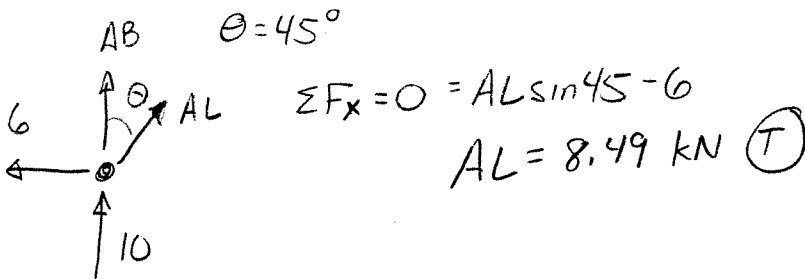 AB θ=45°
θ
6 AL ΣFx = 0 = ALsin45-6
AL = 8.49 kN (T)
10